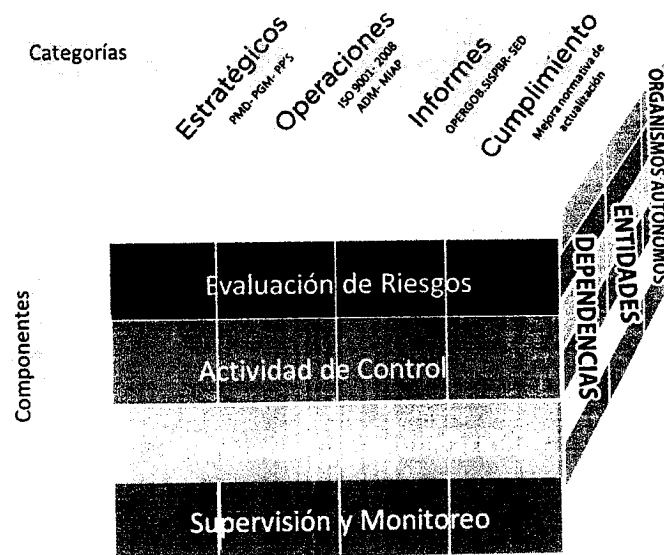 Categorías
Estratégicos
PMD- PGM- PP'S
Operaciones
ISO 9001- 2008
ADM- MIAP
Informes
OPERGOB.SISPBR-SED
Cumplimiento
Mejora normativa de
actualización
Componentes
Evaluación de Riesgos
Actividad de Control
Supervisión y Monitoreo
DEPENDENCIAS
ENTIDADES
ORGANISMOS AUTONOMOS